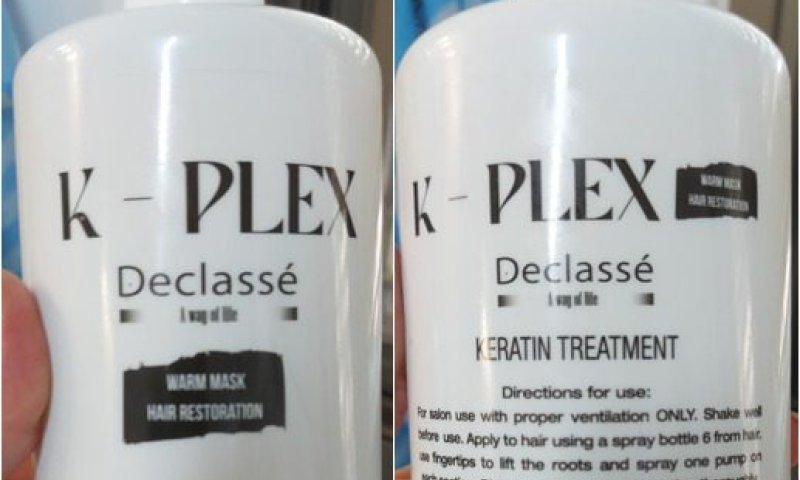 K - PLEX
Declassé
A way of life
WARM MASK
HAIR RESTORATION
K - PLEX
WARM MASK
HAIR RESTORATION
Declassé
A way of life
KERATIN TREATMENT
Directions for use:
For salon use with proper ventilation ONLY. Shake well
before use. Apply to hair using a spray bottle 6 from hair,
use fingertips to lift the roots and spray one pump on